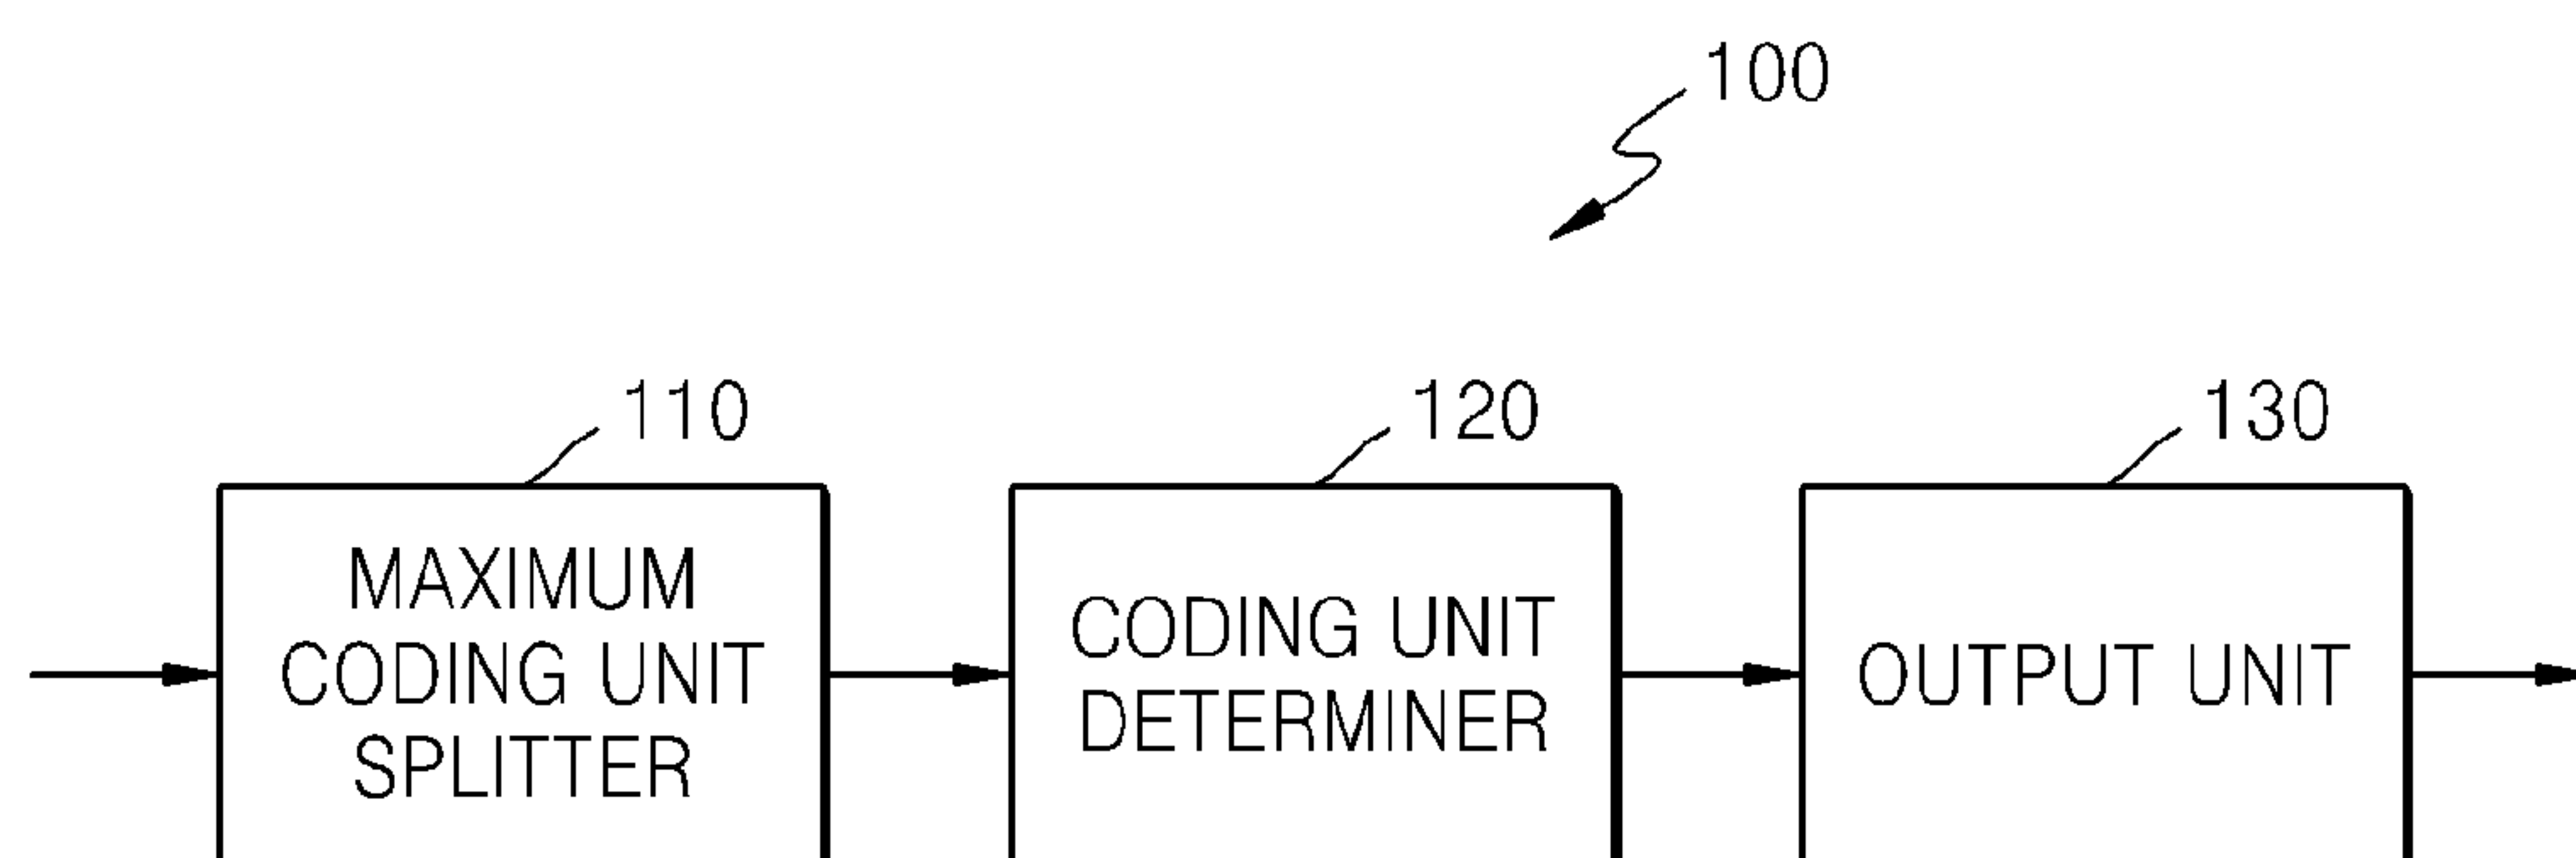 100
110
120
130
MAXIMUM
CODING UNIT
SPLITTER
CODING UNIT
DETERMINER
OUTPUT UNIT